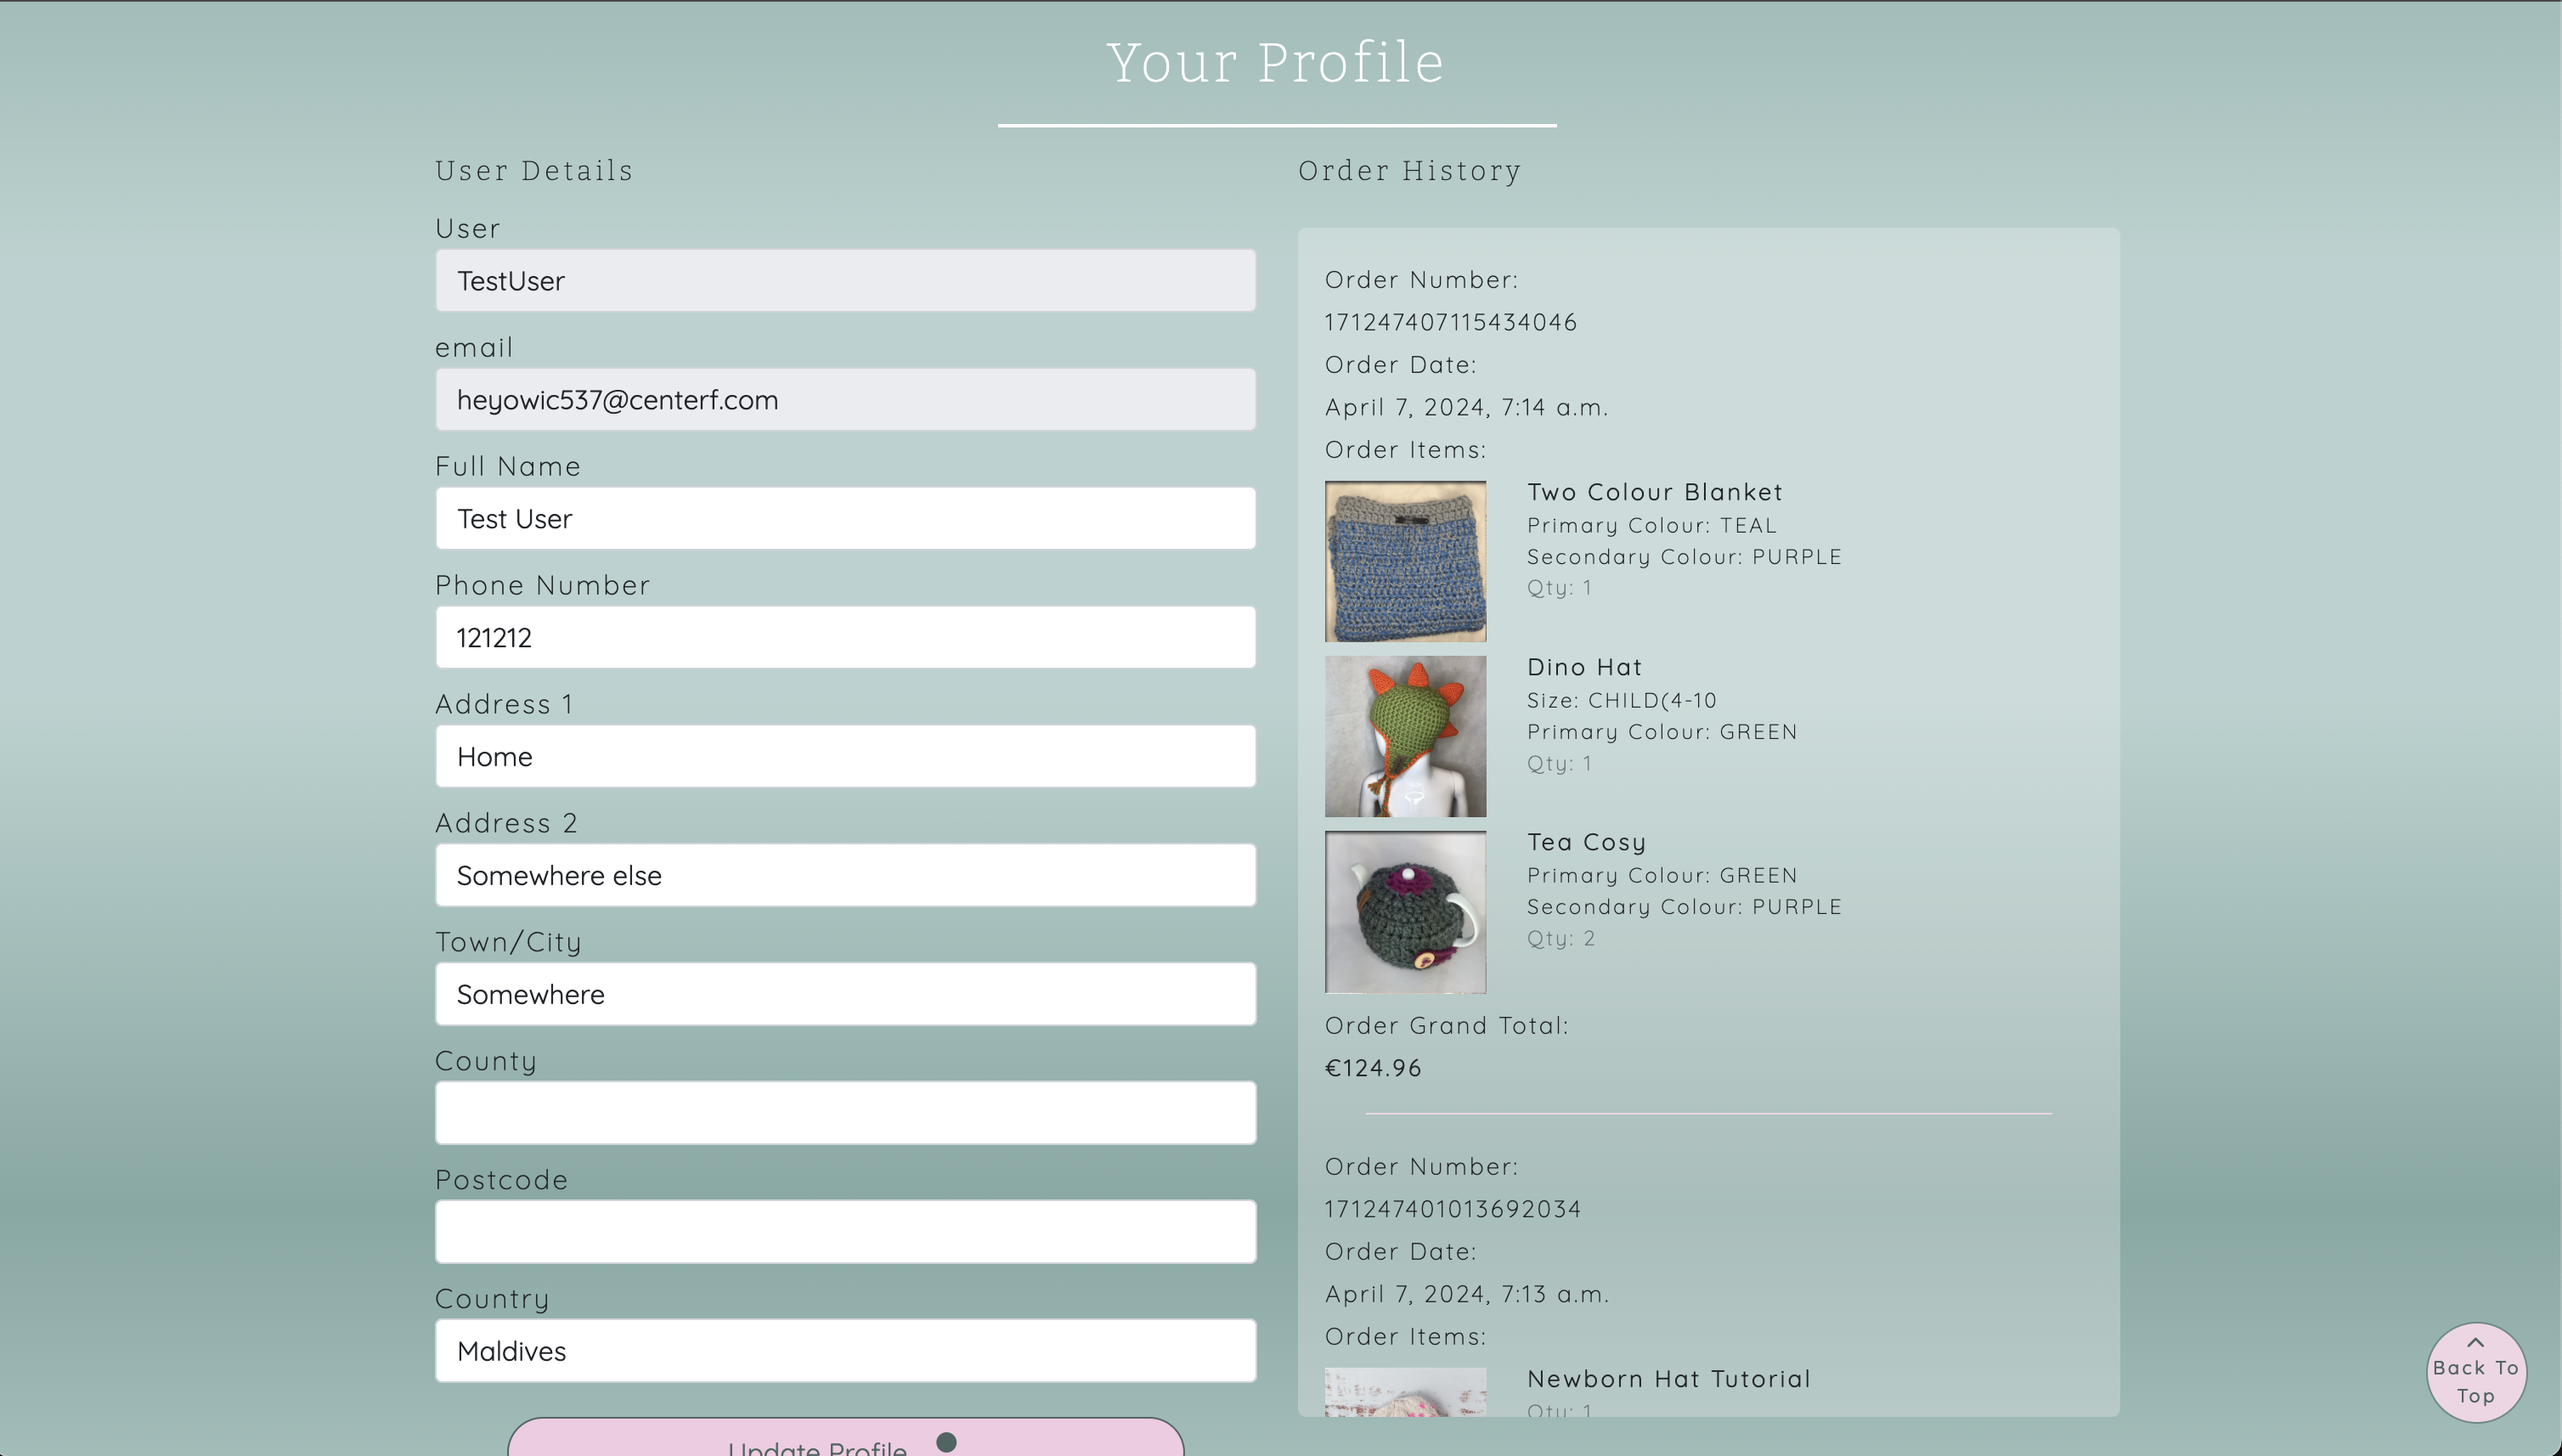 Your Profile
User Details
User
TestUser
email
heyowic537@centerf.com
Full Name
Test User
Phone Number
121212
Address 1
Home
Address 2
Somewhere else
Town/City
Somewhere
County
Postcode
Country
Maldives
Update Profile
Order History
Order Number:
171247407115434046
Order Date:
April 7, 2024, 7:14 a.m.
Order Items:
Two Colour Blanket
Primary Colour: TEAL
Secondary Colour: PURPLE
Qty: 1
Dino Hat
Size: CHILD(4-10
Primary Colour: GREEN
Qty: 1
Tea Cosy
Primary Colour: GREEN
Secondary Colour: PURPLE
Qty: 2
Order Grand Total:
€124.96
Order Number:
171247401013692034
Order Date:
April 7, 2024, 7:13 a.m.
Order Items:
Newborn Hat Tutorial
Qty: 1
Back To
Top